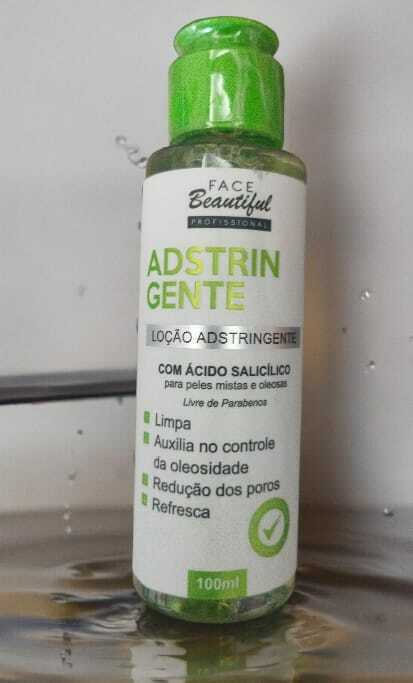 FACE
Beautiful
PROFISSIONAL
ADSTRIN
GENTE
LOÇÃO ADSTRINGENTE
COM ÁCIDO SALICÍLICO
para peles mistas e oleosas
Livre de Parabenos
Limpa
Auxilia no controle
da oleosidade
Redução dos poros
Refresca
100ml